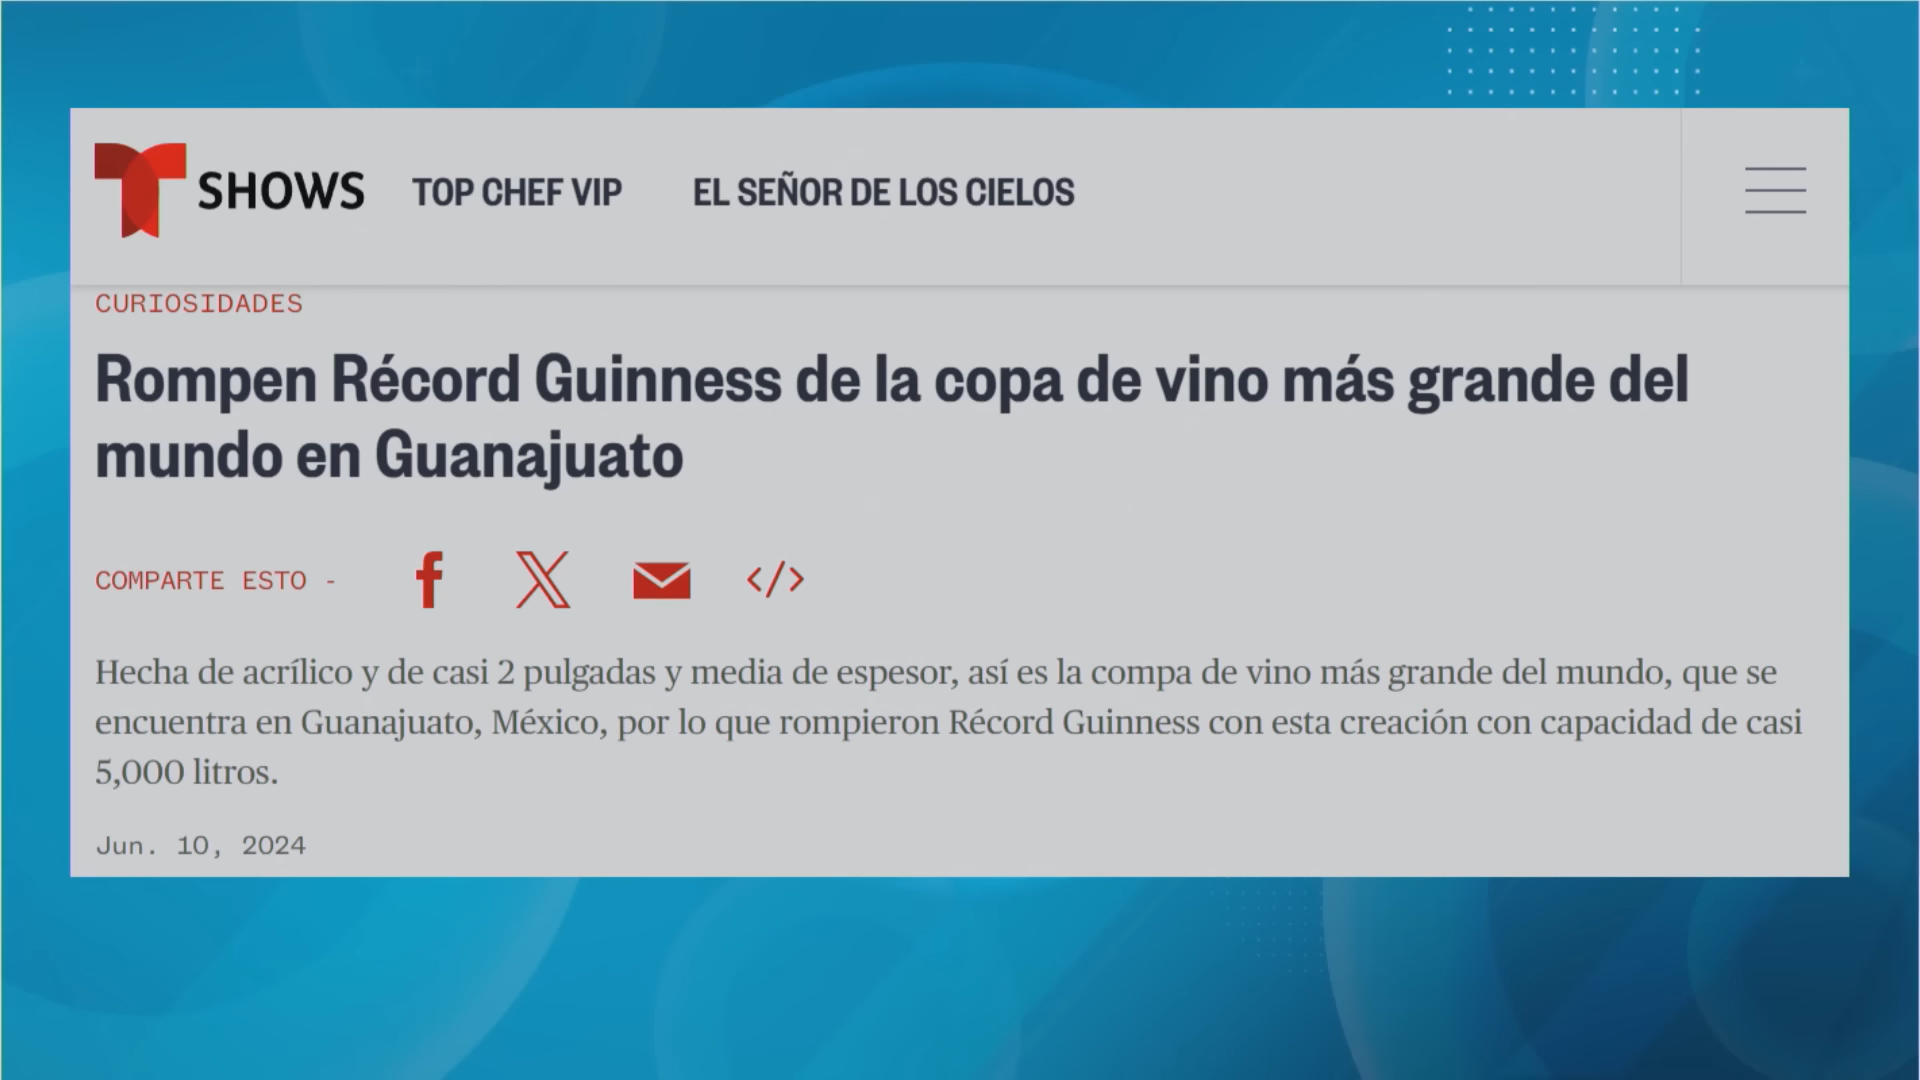 SHOWS TOP CHEF VIP EL SEÑOR DE LOS CIELOS
CURIOSIDADES
Rompen Récord Guinness de la copa de vino más grande del
mundo en Guanajuato
COMPARTE ESTO -
Hecha de acrílico y de casi 2 pulgadas y media de espesor, así es la compa de vino más grande del mundo, que se
encuentra en Guanajuato, México, por lo que rompieron Récord Guinness con esta creación con capacidad de casi
5,000 litros.
Jun. 10, 2024